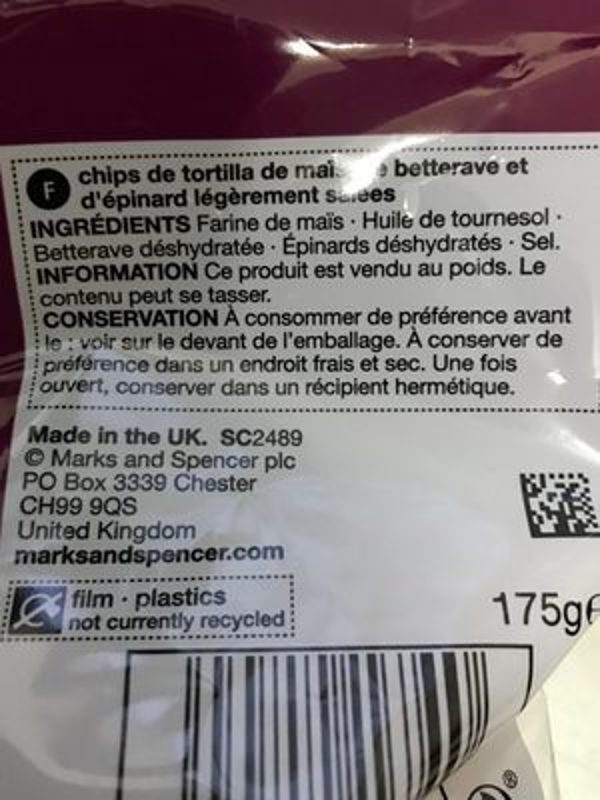 F
chips de tortilla de betterave et
d'épinard légèrement salées
INGRÉDIENTS Farine de maïs · Huile de tournesol ·
Betterave déshydratée · Épinards déshydratés · Sel.
INFORMATION Ce produit est vendu au poids. Le
contenu peut se tasser.
CONSERVATION À consommer de préférence avant
le : voir sur le devant de l'emballage. À conserver de
préférence dans un endroit frais et sec. Une fois
ouvert, conserver dans un récipient hermétique.
Made in the UK. SC2489
© Marks and Spencer plc
PO Box 3339 Chester
CH99 9QS
United Kingdom
marksandspencer.com
film · plastics
not currently recycled
175g℮